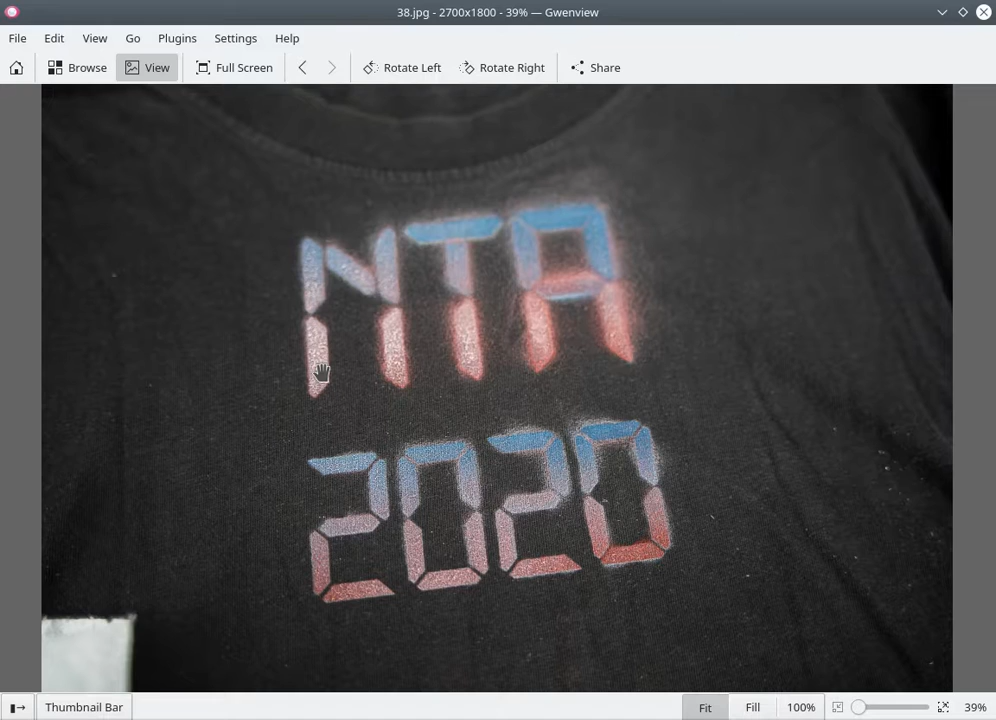 38.jpg - 2700x1800 - 39% — Gwenview
File Edit View Go Plugins Settings Help
Browse View Full Screen Rotate Left Rotate Right Share
NTA
2020
Thumbnail Bar Fit Fill 100% 39%